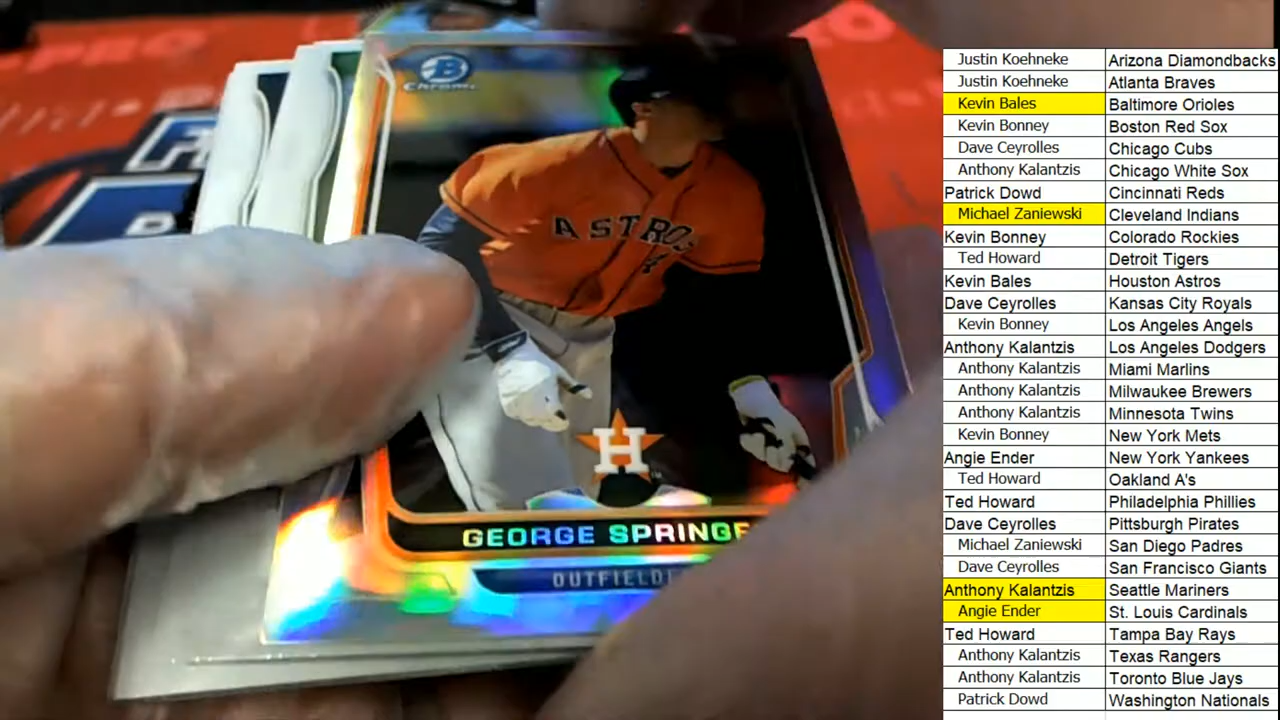 B
Chrome
ASTROS
4
H
GEORGE SPRINGE
OUTFIELD
Justin Koehneke Arizona Diamondbacks
Justin Koehneke Atlanta Braves
Kevin Bales Baltimore Orioles
Kevin Bonney Boston Red Sox
Dave Ceyrolles Chicago Cubs
Anthony Kalantzis Chicago White Sox
Patrick Dowd Cincinnati Reds
Michael Zaniewski Cleveland Indians
Kevin Bonney Colorado Rockies
Ted Howard Detroit Tigers
Kevin Bales Houston Astros
Dave Ceyrolles Kansas City Royals
Kevin Bonney Los Angeles Angels
Anthony Kalantzis Los Angeles Dodgers
Anthony Kalantzis Miami Marlins
Anthony Kalantzis Milwaukee Brewers
Anthony Kalantzis Minnesota Twins
Kevin Bonney New York Mets
Angie Ender New York Yankees
Ted Howard Oakland A's
Ted Howard Philadelphia Phillies
Dave Ceyrolles Pittsburgh Pirates
Michael Zaniewski San Diego Padres
Dave Ceyrolles San Francisco Giants
Anthony Kalantzis Seattle Mariners
Angie Ender St. Louis Cardinals
Ted Howard Tampa Bay Rays
Anthony Kalantzis Texas Rangers
Anthony Kalantzis Toronto Blue Jays
Patrick Dowd Washington Nationals